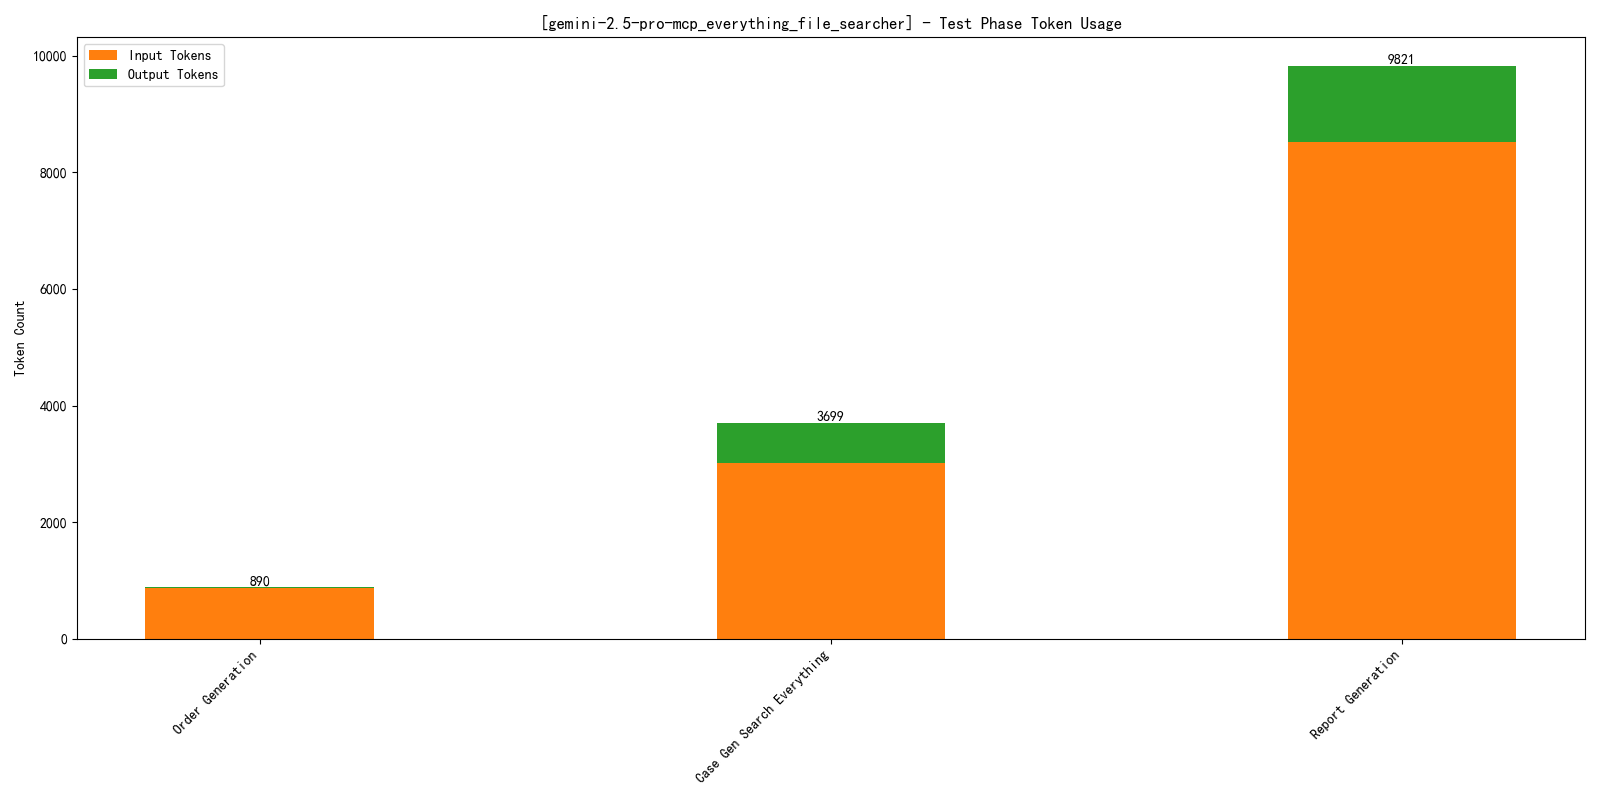 [gemini-2.5-pro-mcp_everything_file_searcher] - Test Phase Token Usage
Input Tokens
Output Tokens
Token Count
10000
8000
6000
4000
2000
0
890
3699
9821
Order Generation
Case Gen Search Everything
Report Generation